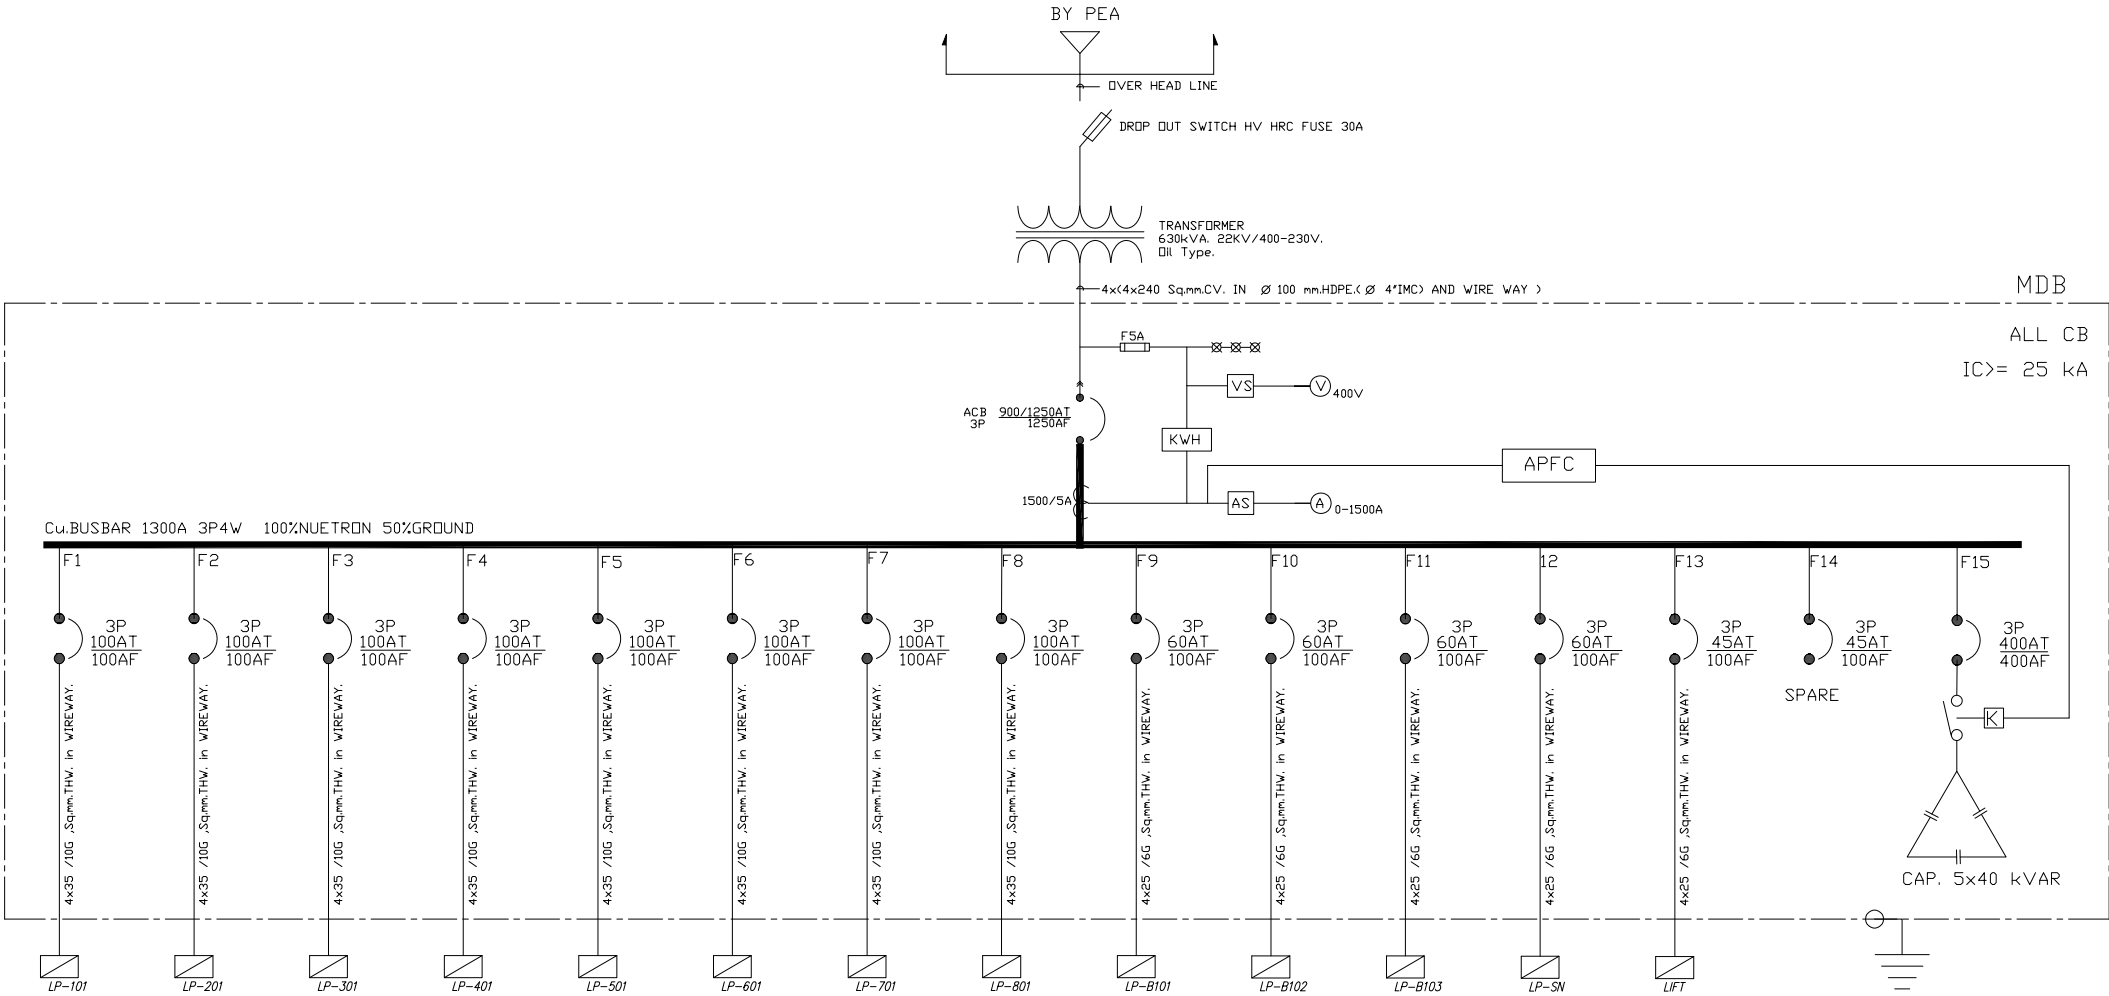 BY PEA
OVER HEAD LINE
DROP OUT SWITCH HV HRC FUSE 30A
TRANSFORMER
630kVA. 22KV/400-230V.
Oil Type.
4x(4x240 Sq.mm.CV. IN Ø 100 mm.HDPE.( Ø 4"IMC) AND WIRE WAY )
MDB
ALL CB
IC>= 25 kA
F5A
VS
V
400V
ACB 900/1250AT
3P 1250AF
KWH
APFC
1500/5A
AS
A
0-1500A
Cu.BUSBAR 1300A 3P4W 100%NUETRON 50%GROUND
F1
F2
F3
F4
F5
F6
F7
F8
F9
F10
F11
12
F13
F14
F15
3P
100AT
100AF
3P
100AT
100AF
3P
100AT
100AF
3P
100AT
100AF
3P
100AT
100AF
3P
100AT
100AF
3P
100AT
100AF
3P
100AT
100AF
3P
60AT
100AF
3P
60AT
100AF
3P
60AT
100AF
3P
60AT
100AF
3P
45AT
100AF
3P
45AT
100AF
3P
400AT
400AF
SPARE
K
4x35 /10G ,Sq.mm.THW. in WIREWAY.
4x35 /10G ,Sq.mm.THW. in WIREWAY.
4x35 /10G ,Sq.mm.THW. in WIREWAY.
4x35 /10G ,Sq.mm.THW. in WIREWAY.
4x35 /10G ,Sq.mm.THW. in WIREWAY.
4x35 /10G ,Sq.mm.THW. in WIREWAY.
4x35 /10G ,Sq.mm.THW. in WIREWAY.
4x35 /10G ,Sq.mm.THW. in WIREWAY.
4x25 /6G ,Sq.mm.THW. in WIREWAY.
4x25 /6G ,Sq.mm.THW. in WIREWAY.
4x25 /6G ,Sq.mm.THW. in WIREWAY.
4x25 /6G ,Sq.mm.THW. in WIREWAY.
4x25 /6G ,Sq.mm.THW. in WIREWAY.
CAP. 5x40 kVAR
LP-101
LP-201
LP-301
LP-401
LP-501
LP-601
LP-701
LP-801
LP-B101
LP-B102
LP-B103
LP-SN
LIFT